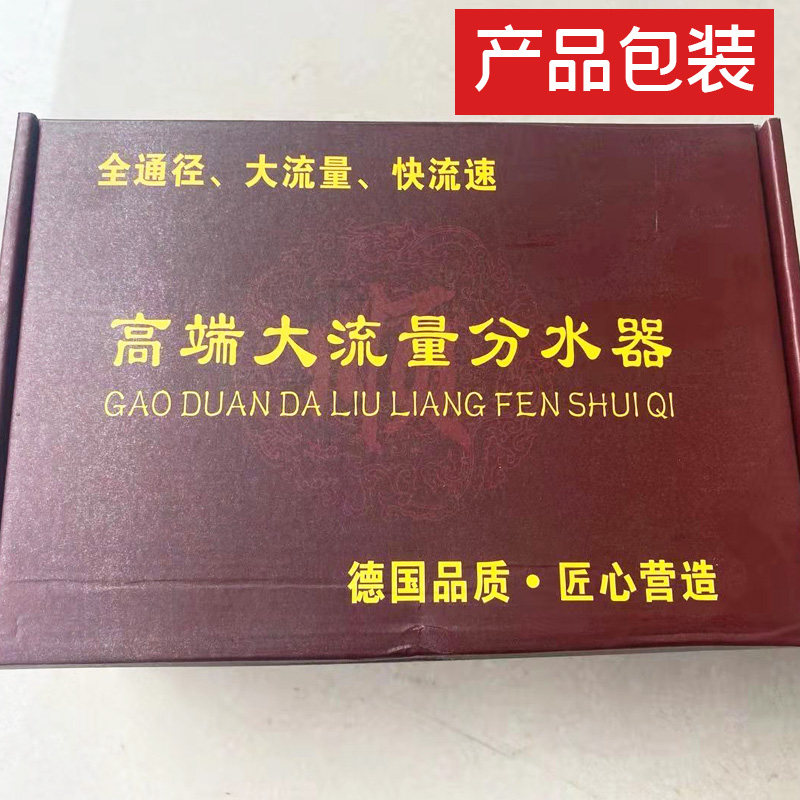 产品包装
全通径、大流量、快流速
高端大流量分水器
GAO DUAN DA LIU LIANG FEN SHUI QI
德国品质·匠心营造